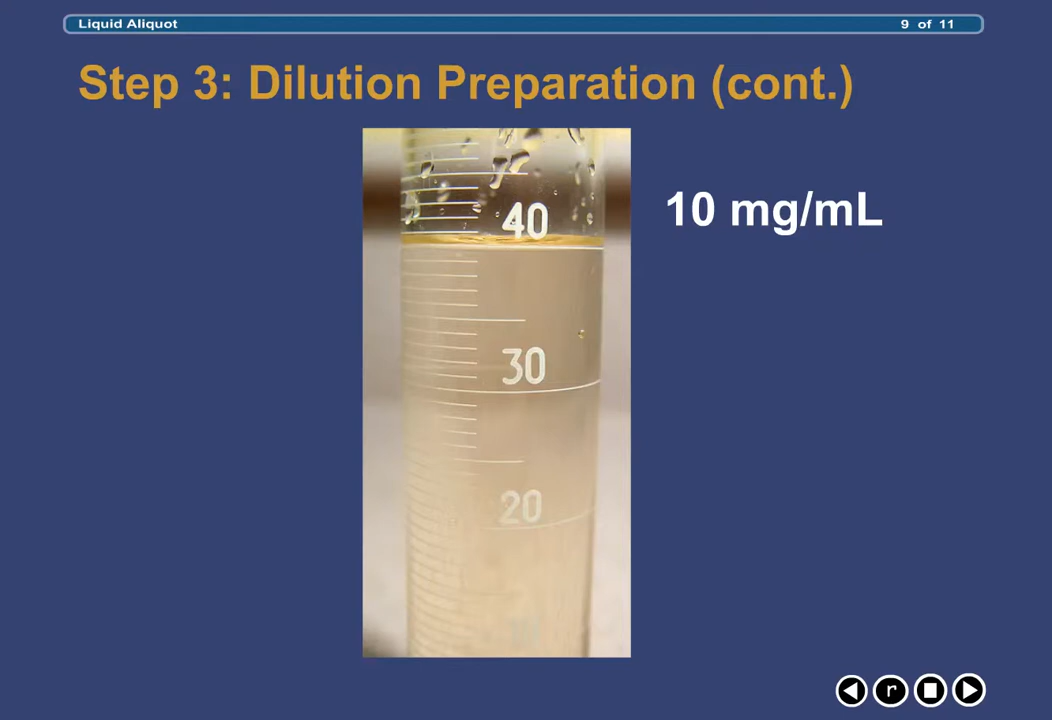 Liquid Aliquot
9 of 11
Step 3: Dilution Preparation (cont.)
10 mg/mL
40
30
20
r